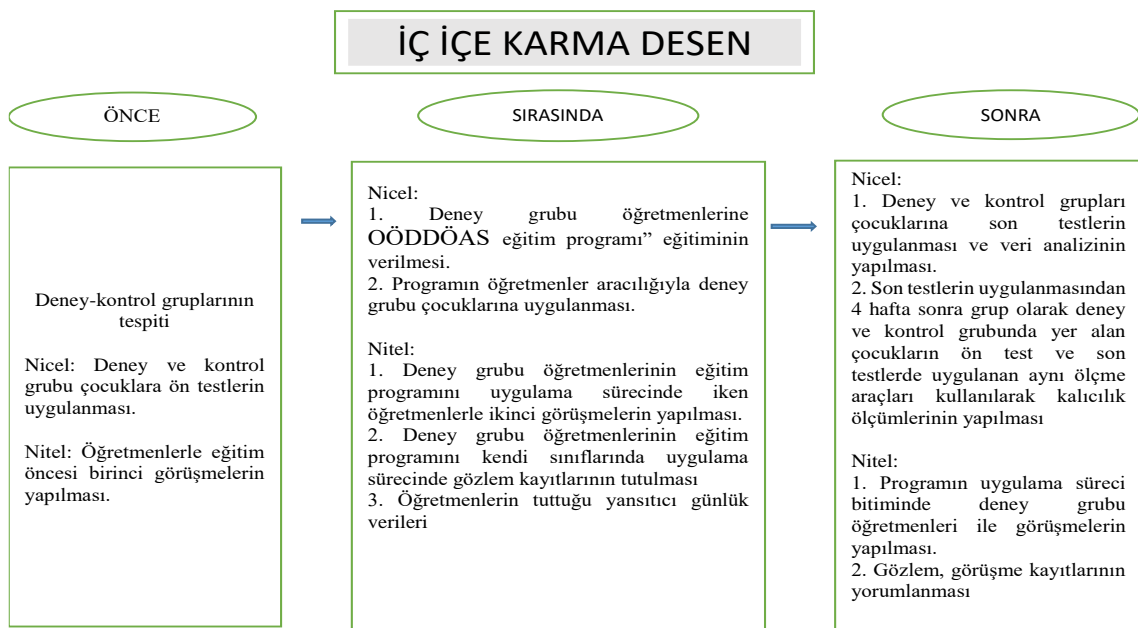 İÇ İÇE KARMA DESEN
ÖNCE
SIRASINDA
SONRA
Deney-kontrol gruplarının
tespiti
Nicel: Deney ve kontrol
grubu çocuklara ön testlerin
uygulanması.
Nitel: Öğretmenlerle eğitim
öncesi birinci görüşmelerin
yapılması.
Nicel:
1. Deney grubu öğretmenlerine
OÖDDÖAS eğitim programı” eğitiminin
verilmesi.
2. Programın öğretmenler aracılığıyla deney
grubu çocuklarına uygulanması.
Nitel:
1. Deney grubu öğretmenlerinin eğitim
programını uygulama sürecinde iken
öğretmenlerle ikinci görüşmelerin yapılması.
2. Deney grubu öğretmenlerinin eğitim
programını kendi sınıflarında uygulama
sürecinde gözlem kayıtlarının tutulması
3. Öğretmenlerin tuttuğu yansıtıcı günlük
verileri
Nicel:
1. Deney ve kontrol grupları
çocuklarına son testlerin
uygulanması ve veri analizinin
yapılması.
2. Son testlerin uygulanmasından
4 hafta sonra grup olarak deney
ve kontrol grubunda yer alan
çocukların ön test ve son
testlerde uygulanan aynı ölçme
araçları kullanılarak kalıcılık
ölçümlerinin yapılması
Nitel:
1. Programın uygulama süreci
bitiminde deney grubu
öğretmenleri ile görüşmelerin
yapılması.
2. Gözlem, görüşme kayıtlarının
yorumlanması